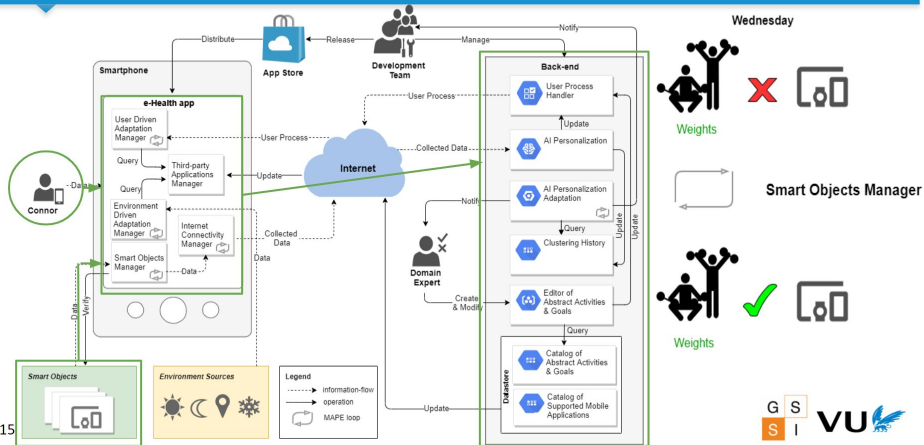 Wednesday
Notify
Distribute
Release
Manage
App Store
Development
Team
Smartphone
Back-end
e-Health app
User Process
Handler
User Process
User Driven
Adaptation
Manager
User Process
Update
AI Personalization
Collected Data
Weights
Query
Third-party
Applications
Manager
Internet
Update
Data
Connor
Query
AI Personalization
Adaptation
Notify
Smart Objects Manager
Environment
Driven
Adaptation
Manager
Internet
Connectivity
Manager
Collected
Data
Query
Update
Update
Clustering History
Data
Smart Objects
Manager
Data
Domain
Expert
Create
& Modify
Editor of
Abstract Activities
& Goals
Data
Verify
Query
Weights
Smart Objects
Environment Sources
Legend
information-flow
operation
MAPE loop
Datastore
Catalog of
Abstract Activities
& Goals
Catalog of
Supported Mobile
Applications
Update
15
G S
S I
VU